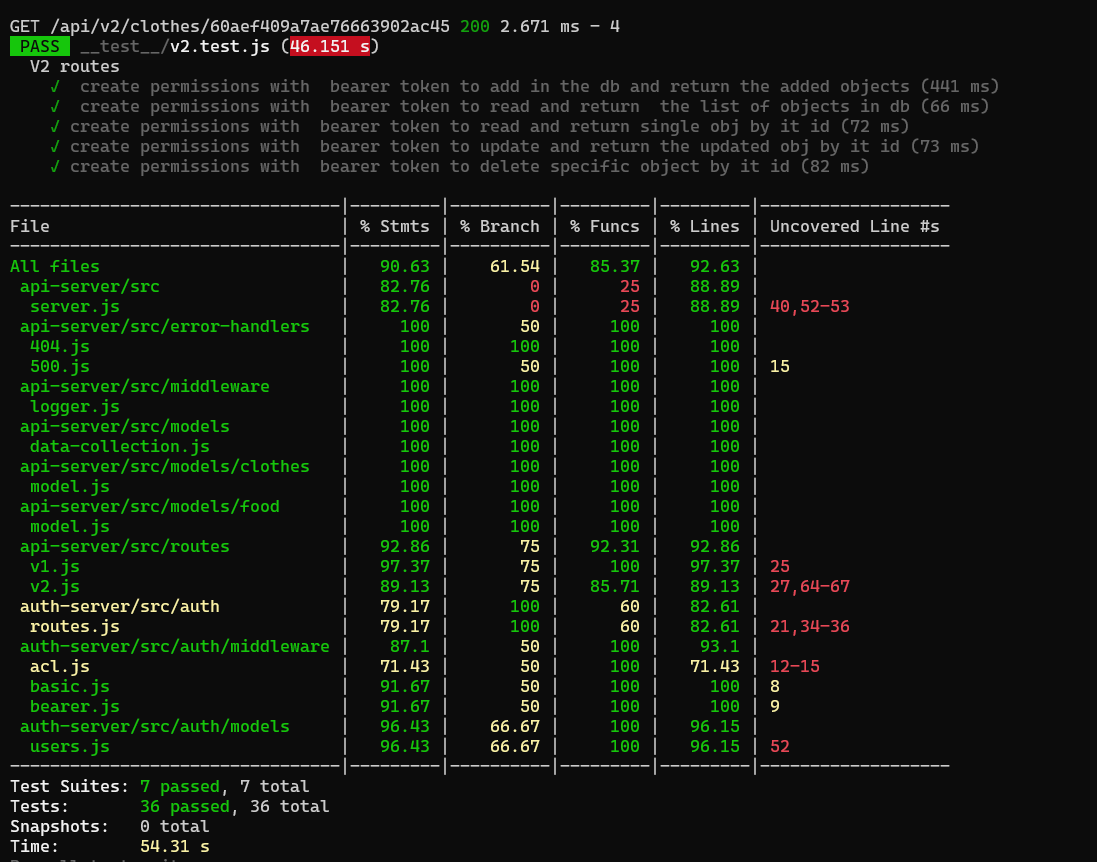 GET /api/v2/clothes/60aef409a7ae76663902ac45 200 2.671 ms - 4
PASS __test__/v2.test.js (46.151 s)
V2 routes
√ create permissions with  bearer token to add in the db and return the added objects (441 ms)
√ create permissions with  bearer token to read and return  the list of objects in db (66 ms)
√ create permissions with  bearer token to read and return single obj by it id (72 ms)
√ create permissions with  bearer token to update and return the updated obj by it id (73 ms)
√ create permissions with  bearer token to delete specific object by it id (82 ms)
---------------------------------|---------|----------|---------|---------|-------------------
File | % Stmts | % Branch | % Funcs | % Lines | Uncovered Line #s
---------------------------------|---------|----------|---------|---------|-------------------
All files | 90.63 | 61.54 | 85.37 | 92.63 |
api-server/src | 82.76 | 0 | 25 | 88.89 |
server.js | 82.76 | 0 | 25 | 88.89 | 40,52-53
api-server/src/error-handlers | 100 | 50 | 100 | 100 |
404.js | 100 | 100 | 100 | 100 |
500.js | 100 | 50 | 100 | 100 | 15
api-server/src/middleware | 100 | 100 | 100 | 100 |
logger.js | 100 | 100 | 100 | 100 |
api-server/src/models | 100 | 100 | 100 | 100 |
data-collection.js | 100 | 100 | 100 | 100 |
api-server/src/models/clothes | 100 | 100 | 100 | 100 |
model.js | 100 | 100 | 100 | 100 |
api-server/src/models/food | 100 | 100 | 100 | 100 |
model.js | 100 | 100 | 100 | 100 |
api-server/src/routes | 92.86 | 75 | 92.31 | 92.86 |
v1.js | 97.37 | 75 | 100 | 97.37 | 25
v2.js | 89.13 | 75 | 85.71 | 89.13 | 27,64-67
auth-server/src/auth | 79.17 | 100 | 60 | 82.61 |
routes.js | 79.17 | 100 | 60 | 82.61 | 21,34-36
auth-server/src/auth/middleware | 87.1 | 50 | 100 | 93.1 |
acl.js | 71.43 | 50 | 100 | 71.43 | 12-15
basic.js | 91.67 | 50 | 100 | 100 | 8
bearer.js | 91.67 | 50 | 100 | 100 | 9
auth-server/src/auth/models | 96.43 | 66.67 | 100 | 96.15 |
users.js | 96.43 | 66.67 | 100 | 96.15 | 52
---------------------------------|---------|----------|---------|---------|-------------------
Test Suites: 7 passed, 7 total
Tests: 36 passed, 36 total
Snapshots: 0 total
Time: 54.31 s